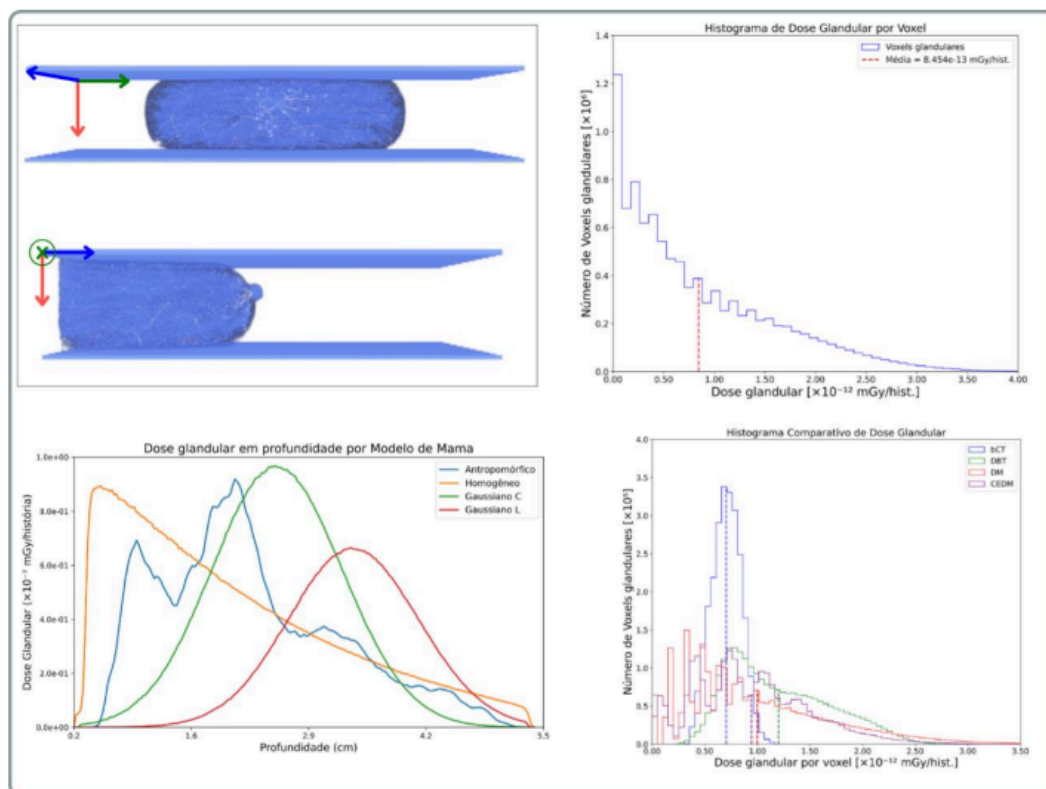 Histograma de Dose Glandular por Voxel
Voxels glandulares
Média = 8.454e-13 mGy/hist.
Número de Voxels glandulares [×10⁶]
1.4
1.2
1.0
0.8
0.6
0.4
0.2
0.0
0.00 0.50 1.00 1.50 2.00 2.50 3.00 3.50 4.00
Dose glandular [×10⁻¹² mGy/hist.]
Dose glandular em profundidade por Modelo de Mama
Antropomórfico
Homogêneo
Gaussiano C
Gaussiano L
Dose Glandular (×10⁻⁷ mGy/história)
1.0e+00
8.0e-01
6.0e-01
4.0e-01
2.0e-01
0.0e+00
0.2 1.6 2.9 4.2 5.5
Profundidade (cm)
Histograma Comparativo de Dose Glandular
bCT
DBT
DM
CEDM
Número de Voxels glandulares [×10⁵]
4.0
3.5
3.0
2.5
2.0
1.5
1.0
0.5
0.0
0.00 0.50 1.00 1.50 2.00 2.50 3.00 3.50
Dose glandular por voxel [×10⁻¹² mGy/hist.]